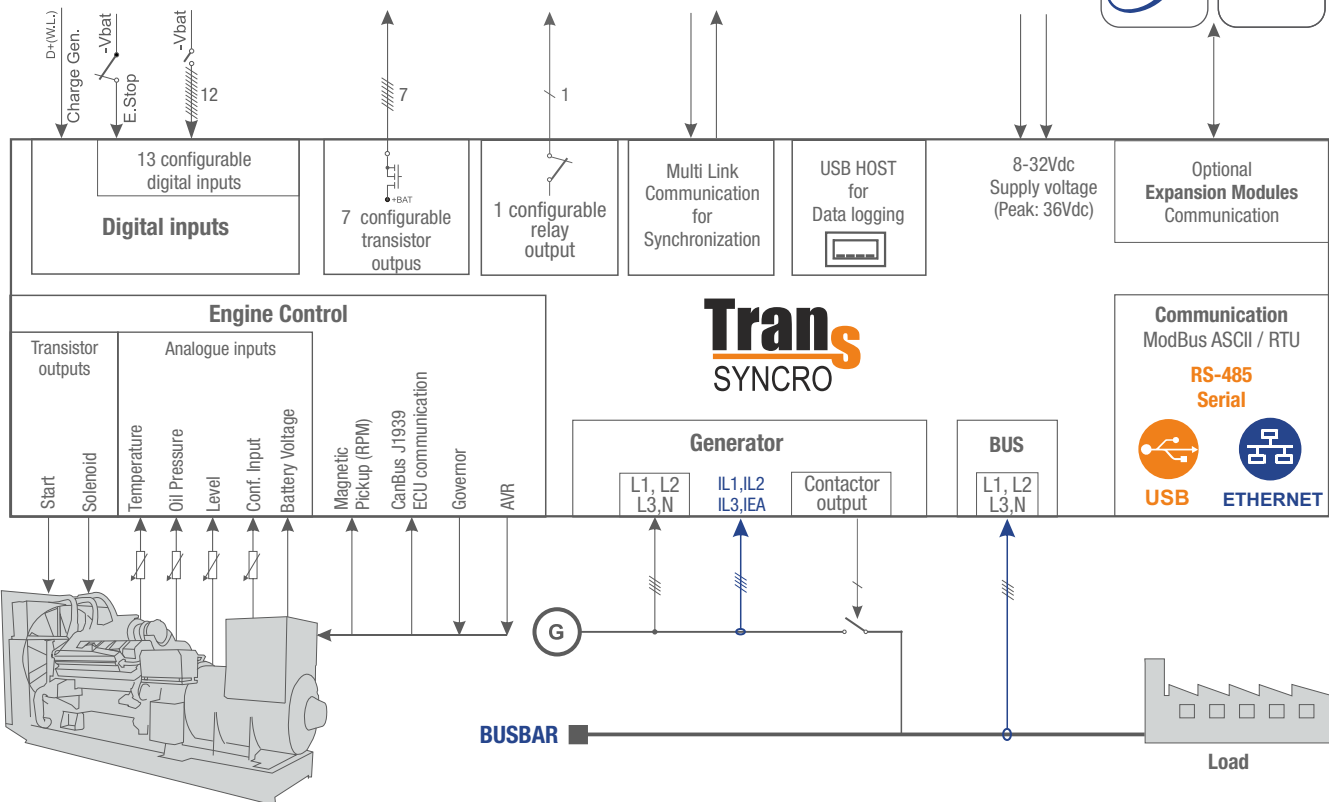 D+(W.L.)
Charge Gen.
-Vbat
E.Stop
-Vbat
12
7
1
13 configurable
digital inputs
Digital inputs
+BAT
7 configurable
transistor
outpus
1 configurable
relay
output
Multi Link
Communication
for
Synchronization
USB HOST
for
Data logging
8-32Vdc
Supply voltage
(Peak: 36Vdc)
Optional
Expansion Modules
Communication
Engine Control
Transistor
outputs
Analogue inputs
Start
Solenoid
Temperature
Oil Pressure
Level
Conf. Input
Battery Voltage
Magnetic
Pickup (RPM)
CanBus J1939
ECU communication
Governor
AVR
Trans
SYNCRO
Generator
L1, L2
L3,N
IL1,IL2
IL3,IEA
Contactor
output
BUS
L1, L2
L3,N
Communication
ModBus ASCII / RTU
RS-485
Serial
USB
ETHERNET
G
BUSBAR
Load